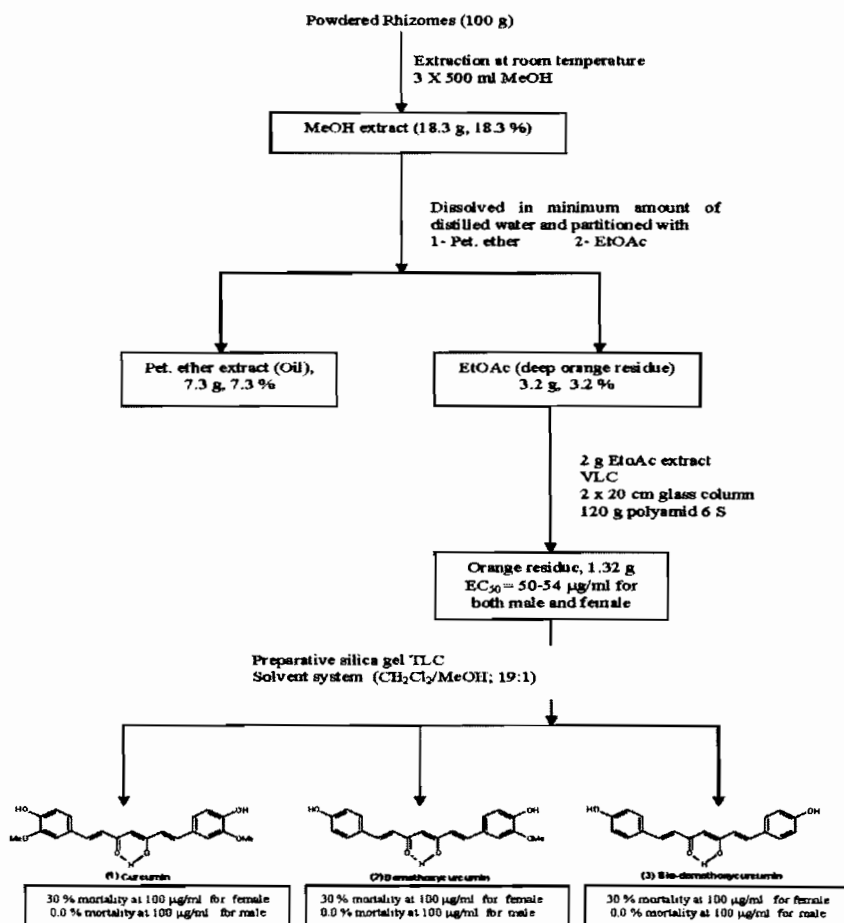 Powdered Rhizomes (100 g)
Extraction at room temperature
3 X 500 ml MeOH
MeOH extract (18.3 g, 18.3 %)
Dissolved in minimum amount of
distilled water and partitioned with
1- Pet. ether 2- EtOAc
Pet. ether extract (Oil),
7.3 g, 7.3 %
EtOAc (deep orange residue)
3.2 g, 3.2 %
2 g EtoAc extract
VLC
2 x 20 cm glass column
120 g polyamid 6 S
Orange residue, 1.32 g
EC50 = 50-54 µg/ml for
both male and female
Preparative silica gel TLC
Solvent system (CH2Cl2/MeOH; 19:1)
HO OH
MeO OMe
O O
H
(1) Curcumin
HO OH
OMe
O O
H
(2) Demethoxycurcumin
HO OH
O O
H
(3) Bis-demethoxycurcumin
30 % mortality at 100 µg/ml for female
0.0 % mortality at 100 µg/ml for male
30 % mortality at 100 µg/ml for female
0.0 % mortality at 100 µg/ml for male
30 % mortality at 100 µg/ml for female
0.0 % mortality at 100 µg/ml for male